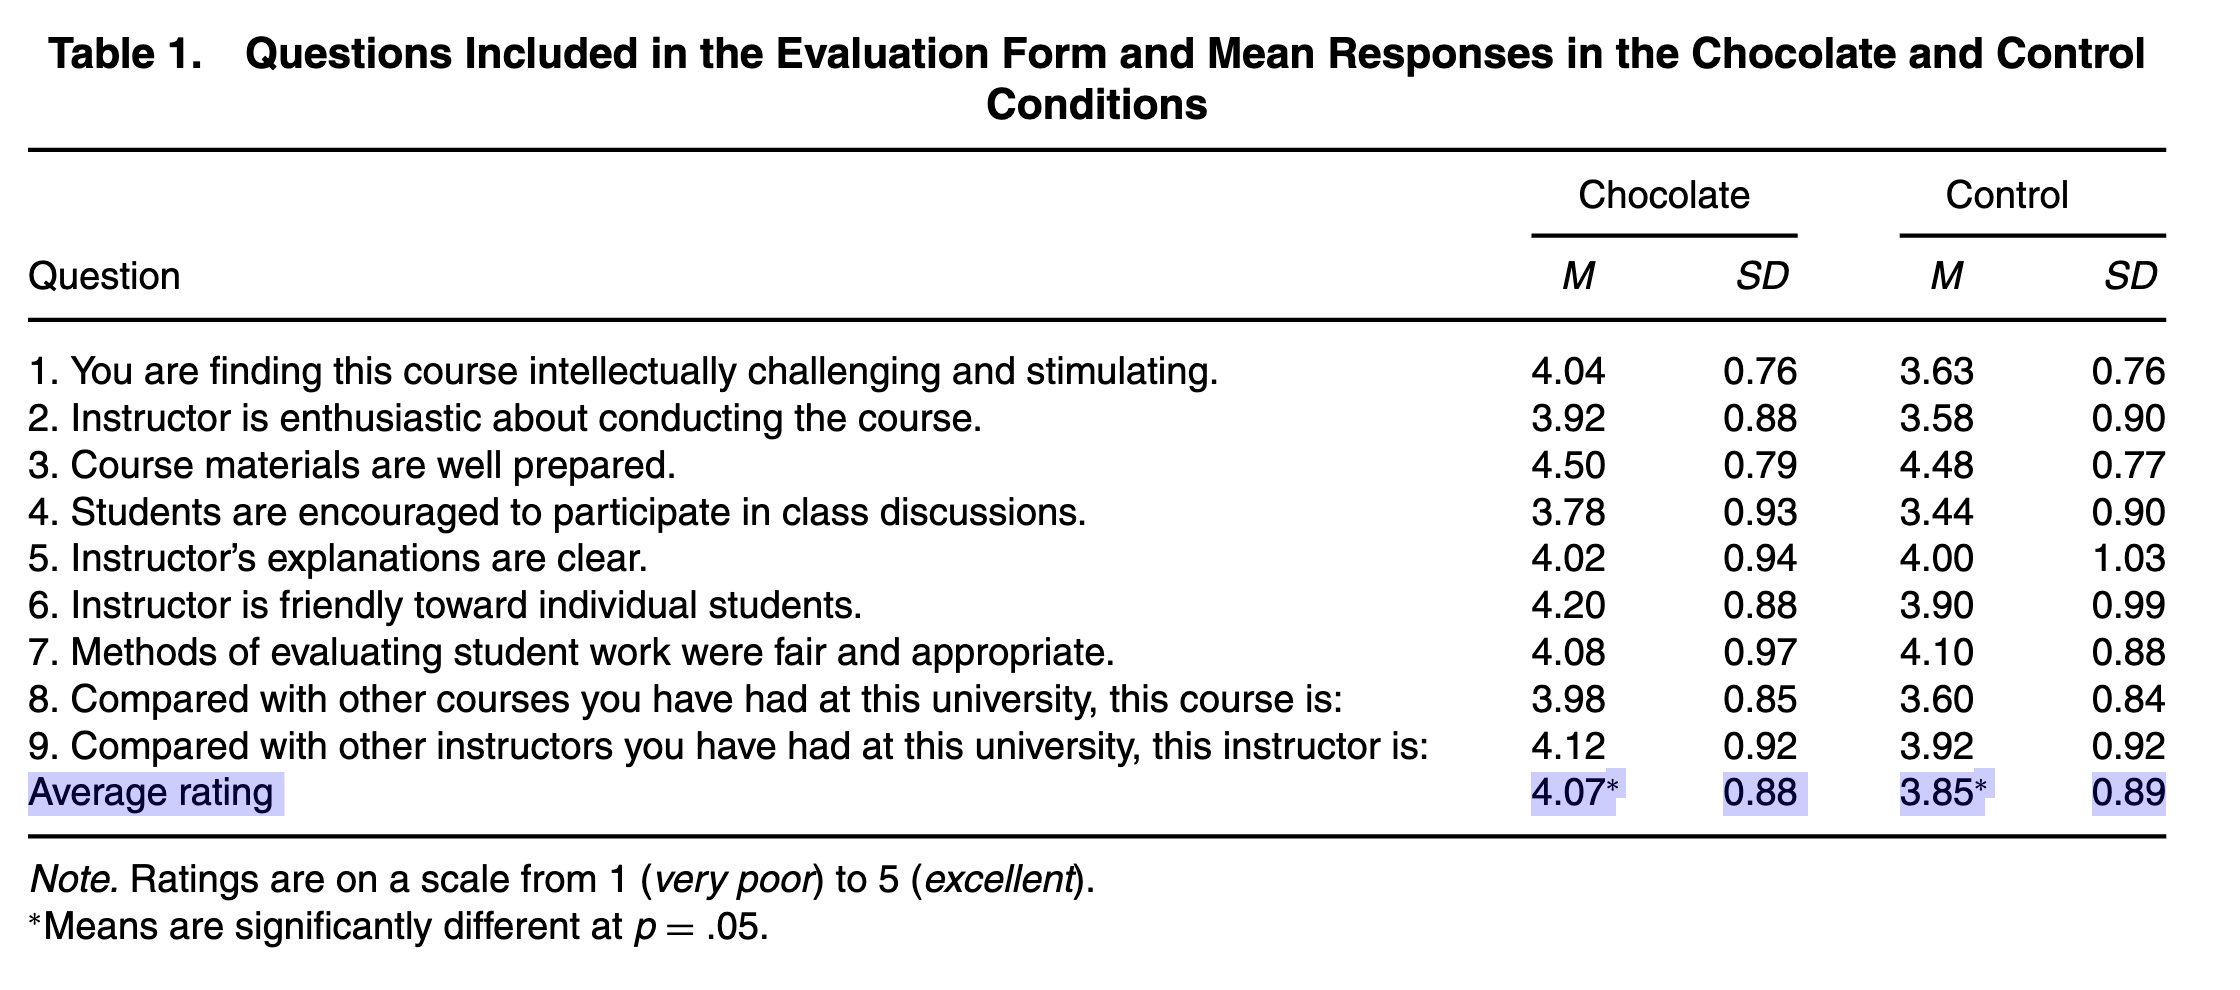 Table 1. Questions Included in the Evaluation Form and Mean Responses in the Chocolate and Control
Conditions
Chocolate Control
Question M SD M SD
1. You are finding this course intellectually challenging and stimulating. 4.04 0.76 3.63 0.76
2. Instructor is enthusiastic about conducting the course. 3.92 0.88 3.58 0.90
3. Course materials are well prepared. 4.50 0.79 4.48 0.77
4. Students are encouraged to participate in class discussions. 3.78 0.93 3.44 0.90
5. Instructor’s explanations are clear. 4.02 0.94 4.00 1.03
6. Instructor is friendly toward individual students. 4.20 0.88 3.90 0.99
7. Methods of evaluating student work were fair and appropriate. 4.08 0.97 4.10 0.88
8. Compared with other courses you have had at this university, this course is: 3.98 0.85 3.60 0.84
9. Compared with other instructors you have had at this university, this instructor is: 4.12 0.92 3.92 0.92
Average rating 4.07* 0.88 3.85* 0.89
Note. Ratings are on a scale from 1 (very poor) to 5 (excellent).
*Means are significantly different at p = .05.